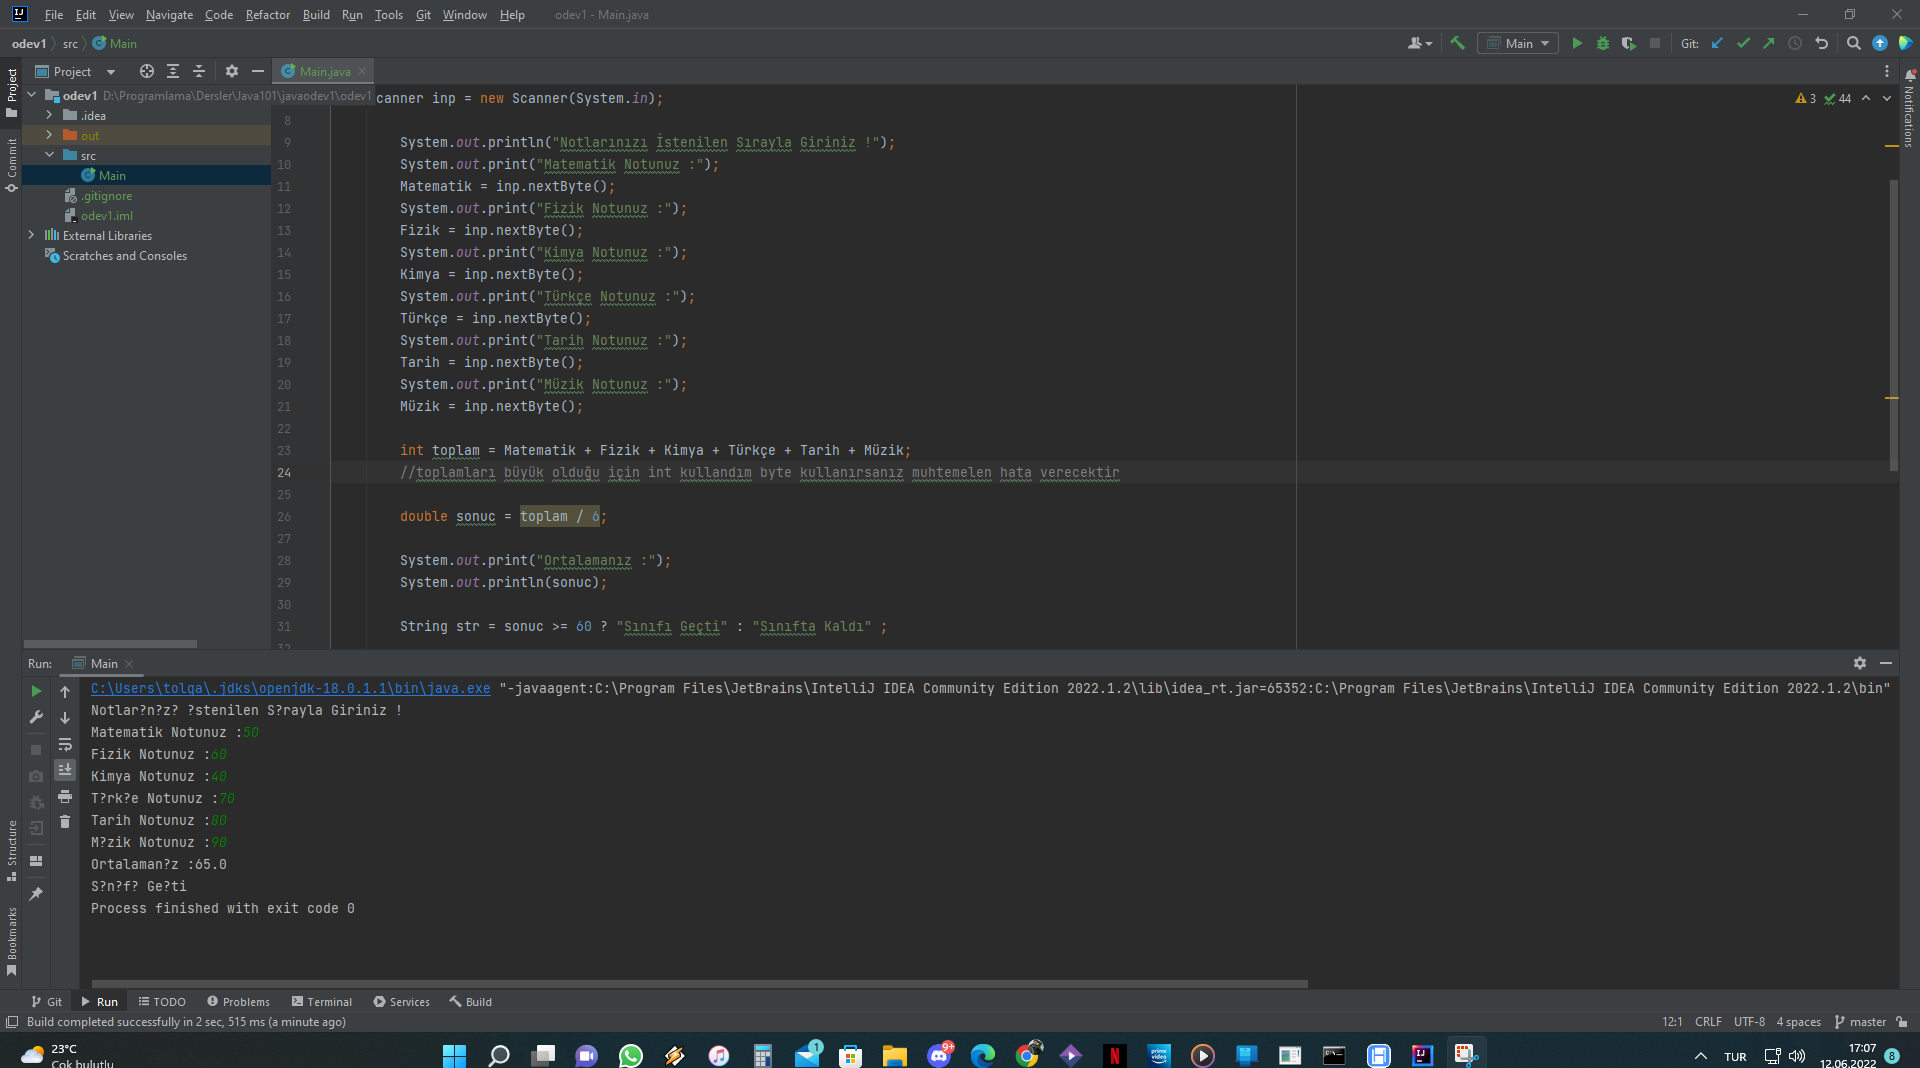 File Edit View Navigate Code Refactor Build Run Tools Git Window Help odev1 - Main.java
odev1 src Main
Main Git:
Project
Main.java
odev1 D:\Programlama\Dersler\Java101\javaodev1\odev1
.idea
out
src
Main
.gitignore
odev1.iml
External Libraries
Scratches and Consoles
Project
Commit
Structure
Bookmarks
Notifications
3 44
canner inp = new Scanner(System.in);
8
9 System.out.println("Notlarınızı İstenilen Sırayla Giriniz !");
10 System.out.print("Matematik Notunuz :");
11 Matematik = inp.nextByte();
12 System.out.print("Fizik Notunuz :");
13 Fizik = inp.nextByte();
14 System.out.print("Kimya Notunuz :");
15 Kimya = inp.nextByte();
16 System.out.print("Türkçe Notunuz :");
17 Türkçe = inp.nextByte();
18 System.out.print("Tarih Notunuz :");
19 Tarih = inp.nextByte();
20 System.out.print("Müzik Notunuz :");
21 Müzik = inp.nextByte();
22
23 int toplam = Matematik + Fizik + Kimya + Türkçe + Tarih + Müzik;
24 //toplamları büyük olduğu için int kullandım byte kullanırsanız muhtemelen hata verecektir
25
26 double sonuc = toplam / 6;
27
28 System.out.print("Ortalamanız :");
29 System.out.println(sonuc);
30
31 String str = sonuc >= 60 ? "Sınıfı Geçti" : "Sınıfta Kaldı" ;
32
Run: Main
C:\Users\tolga\.jdks\openjdk-18.0.1.1\bin\java.exe "-javaagent:C:\Program Files\JetBrains\IntelliJ IDEA Community Edition 2022.1.2\lib\idea_rt.jar=65352:C:\Program Files\JetBrains\IntelliJ IDEA Community Edition 2022.1.2\bin"
Notlar?n?z? ?stenilen S?rayla Giriniz !
Matematik Notunuz :50
Fizik Notunuz :60
Kimya Notunuz :40
T?rk?e Notunuz :70
Tarih Notunuz :80
M?zik Notunuz :90
Ortalaman?z :65.0
S?n?f? Ge?ti
Process finished with exit code 0
Git Run TODO Problems Terminal Services Build
Build completed successfully in 2 sec, 515 ms (a minute ago) 12:1 CRLF UTF-8 4 spaces master
23°C
Çok bulutlu
1
9+
prime video
TUR
17:07
12.06.2022
8